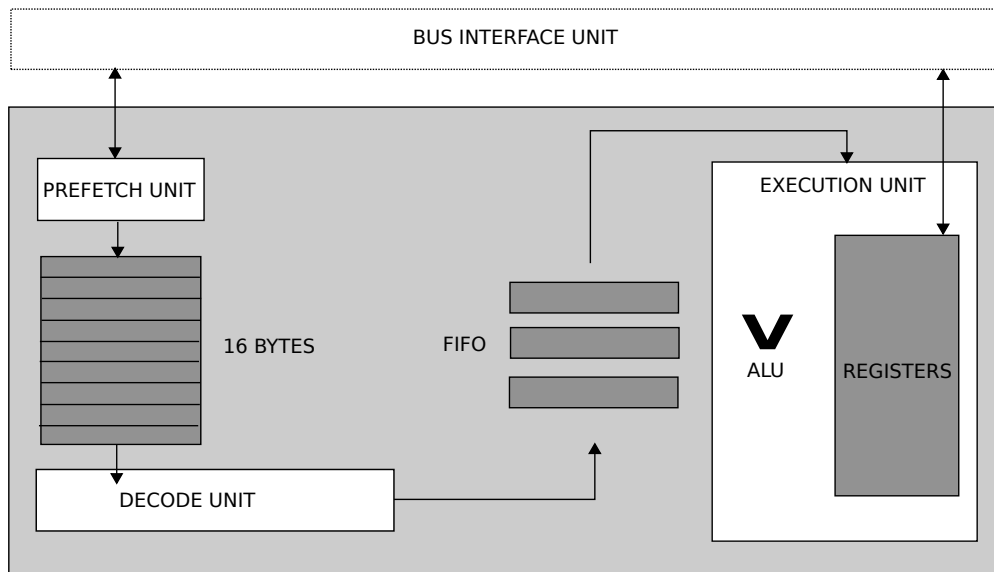 BUS INTERFACE UNIT
PREFETCH UNIT
EXECUTION UNIT
16 BYTES
FIFO
ALU
REGISTERS
DECODE UNIT